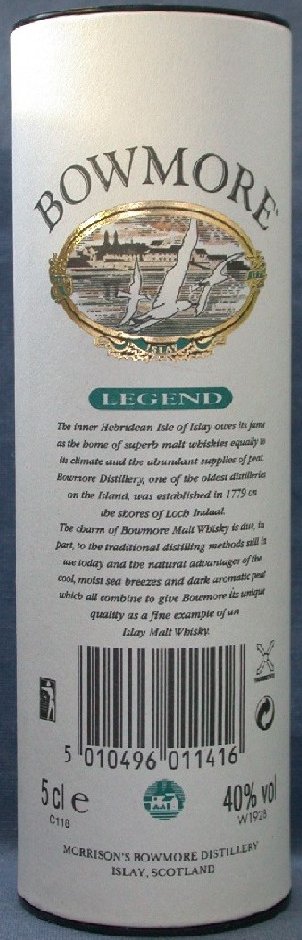 BOWMORE
ISLAY
LEGEND
The inner Hebridean Isle of Islay owes its fame
as the home of superb malt whiskies equally to
its climate and the abundant supplies of peat.
Bowmore Distillery, one of the oldest distilleries
on the Island, was established in 1779 on
the shores of Loch Indaal.
The charm of Bowmore Malt Whisky is due, in
part, to the traditional distilling methods still in
use today and the natural advantages of the
cool, moist sea breezes and dark aromatic peat
which all combine to give Bowmore its unique
quality as a fine example of an
Islay Malt Whisky.
5 010496 011416
5 cl e 40% vol
C118 W1928
MORRISON'S BOWMORE DISTILLERY
ISLAY, SCOTLAND